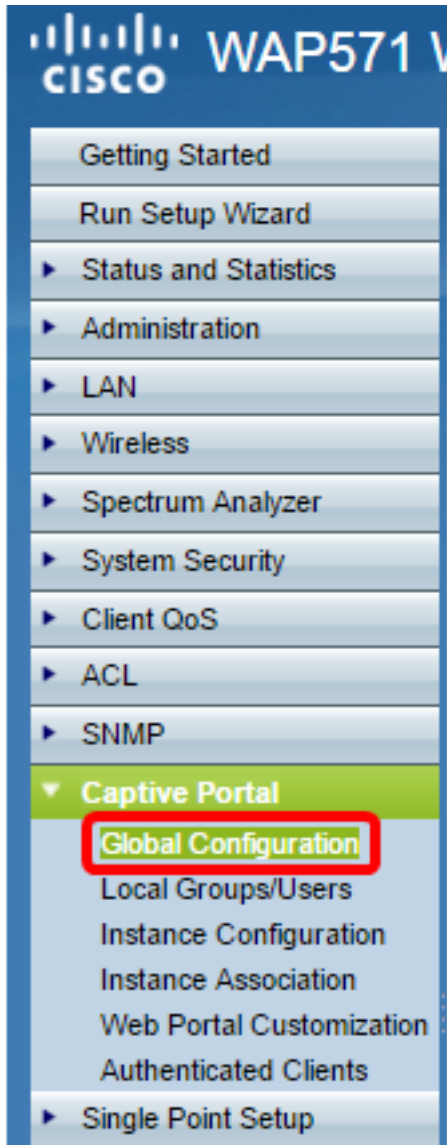 CISCO WAP571
Getting Started
Run Setup Wizard
Status and Statistics
Administration
LAN
Wireless
Spectrum Analyzer
System Security
Client QoS
ACL
SNMP
Captive Portal
Global Configuration
Local Groups/Users
Instance Configuration
Instance Association
Web Portal Customization
Authenticated Clients
Single Point Setup